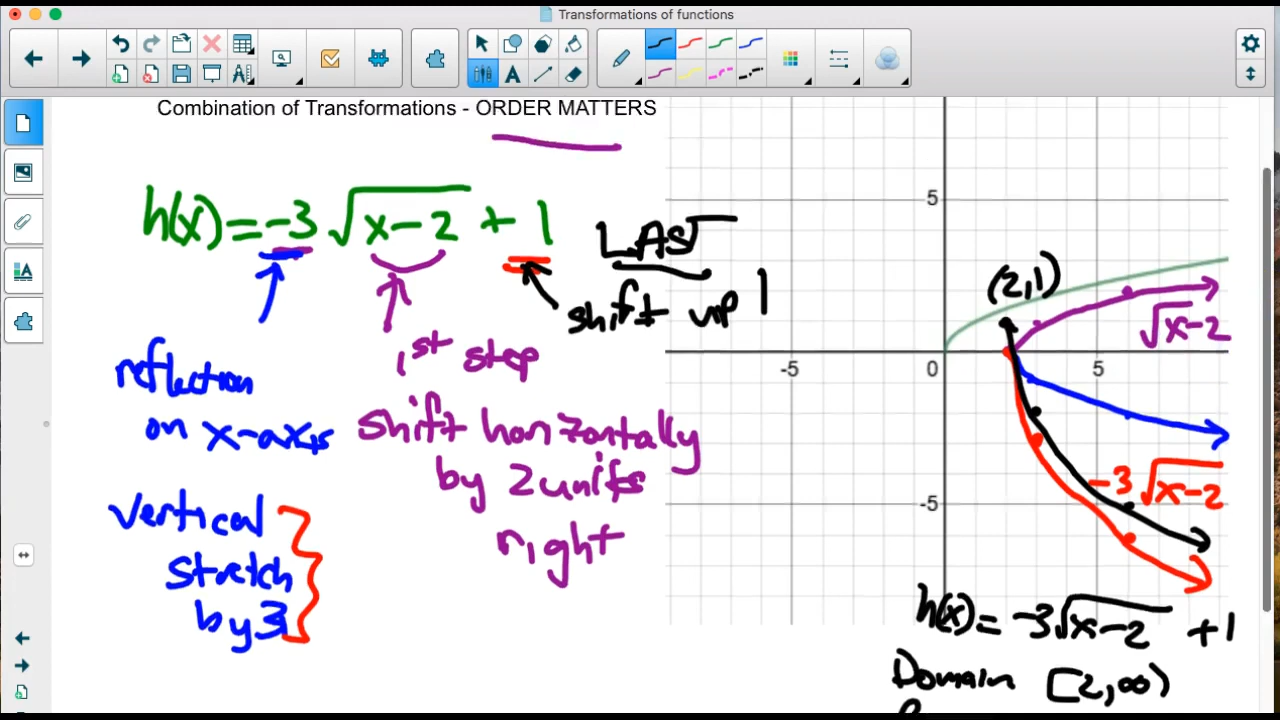 Transformations of functions
Combination of Transformations - ORDER MATTERS
h(x) = -3 √x-2 + 1
LAST
shift up 1
1st step
shift horizontally
by 2 units
right
reflection
on x-axis
vertical
stretch
by 3
5
(2,1)
√x-2
-5
0
5
-3 √x-2
-5
h(x) = -3√x-2 +1
Domain [2,∞)